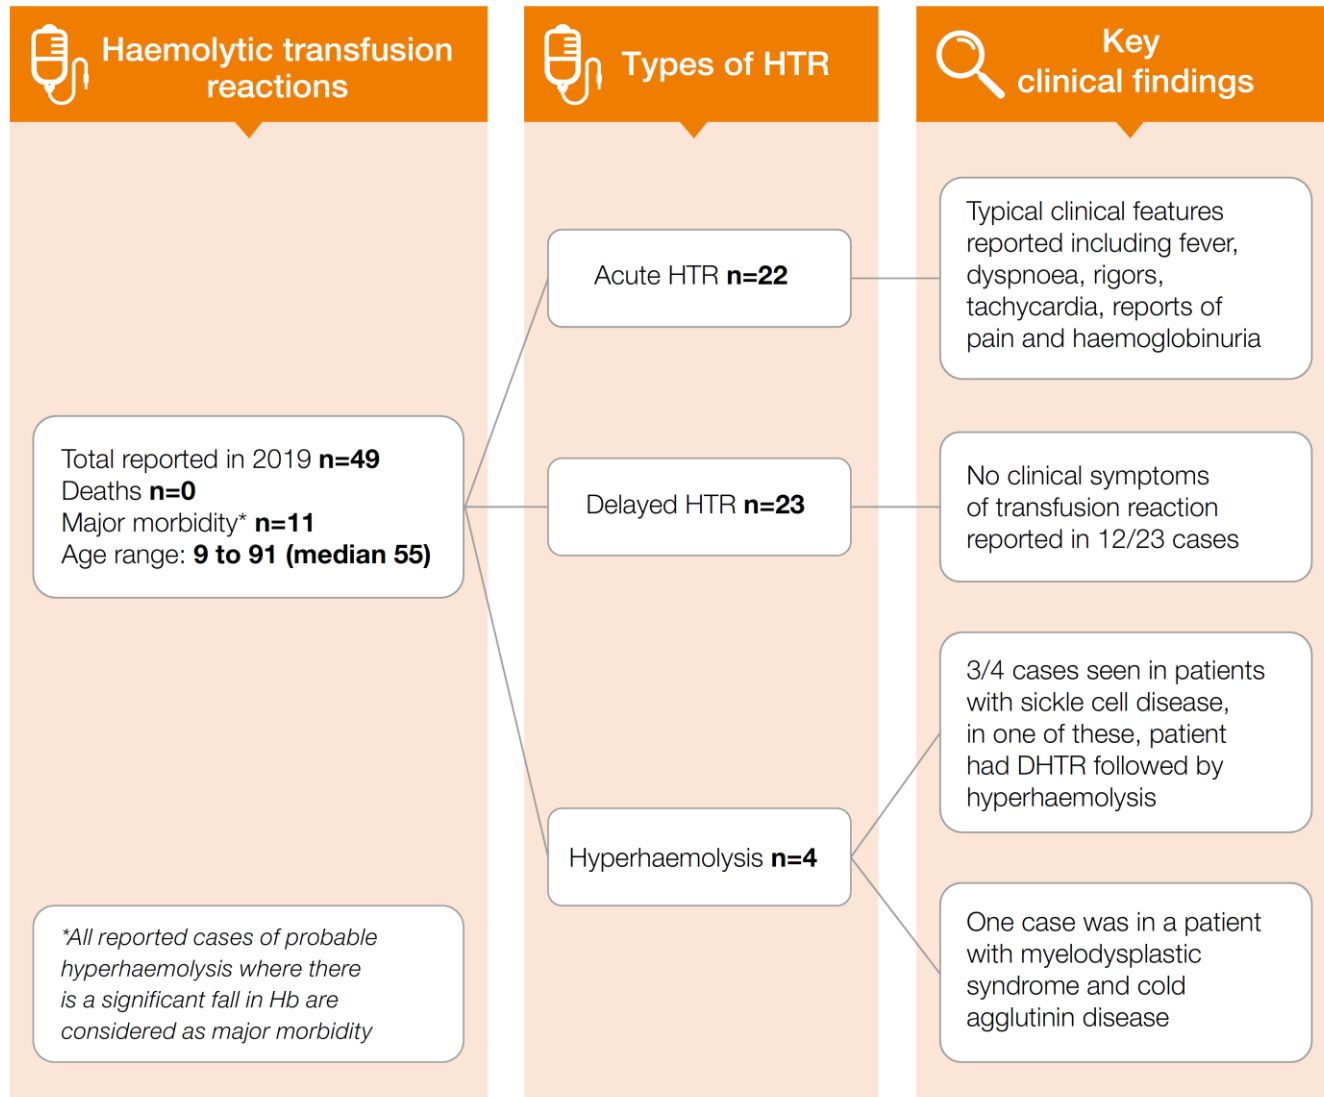 Haemolytic transfusion
reactions
Types of HTR
Key
clinical findings
Total reported in 2019 n=49
Deaths n=0
Major morbidity* n=11
Age range: 9 to 91 (median 55)
*All reported cases of probable
hyperhaemolysis where there
is a significant fall in Hb are
considered as major morbidity
Acute HTR n=22
Delayed HTR n=23
Hyperhaemolysis n=4
Typical clinical features
reported including fever,
dyspnoea, rigors,
tachycardia, reports of
pain and haemoglobinuria
No clinical symptoms
of transfusion reaction
reported in 12/23 cases
3/4 cases seen in patients
with sickle cell disease,
in one of these, patient
had DHTR followed by
hyperhaemolysis
One case was in a patient
with myelodysplastic
syndrome and cold
agglutinin disease